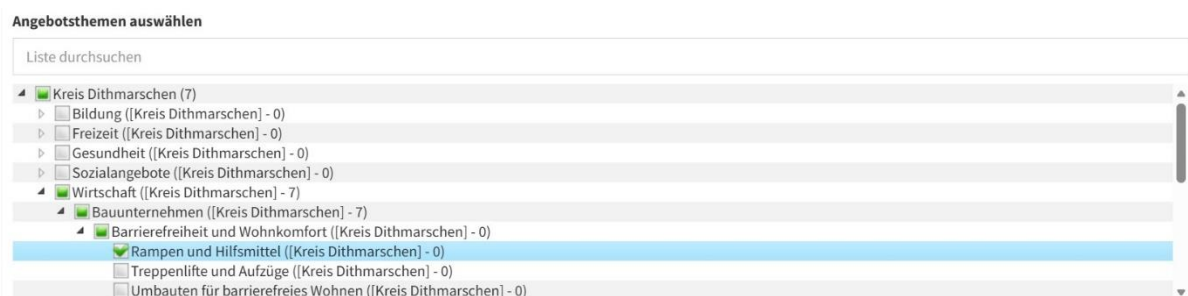 Angebotsthemen auswählen
Liste durchsuchen
Kreis Dithmarschen (7)
Bildung ([Kreis Dithmarschen] - 0)
Freizeit ([Kreis Dithmarschen] - 0)
Gesundheit ([Kreis Dithmarschen] - 0)
Sozialangebote ([Kreis Dithmarschen] - 0)
Wirtschaft ([Kreis Dithmarschen] - 7)
Bauunternehmen ([Kreis Dithmarschen] - 7)
Barrierefreiheit und Wohnkomfort ([Kreis Dithmarschen] - 0)
Rampen und Hilfsmittel ([Kreis Dithmarschen] - 0)
Treppenlifte und Aufzüge ([Kreis Dithmarschen] - 0)
Umbauten für barrierefreies Wohnen ([Kreis Dithmarschen] - 0)